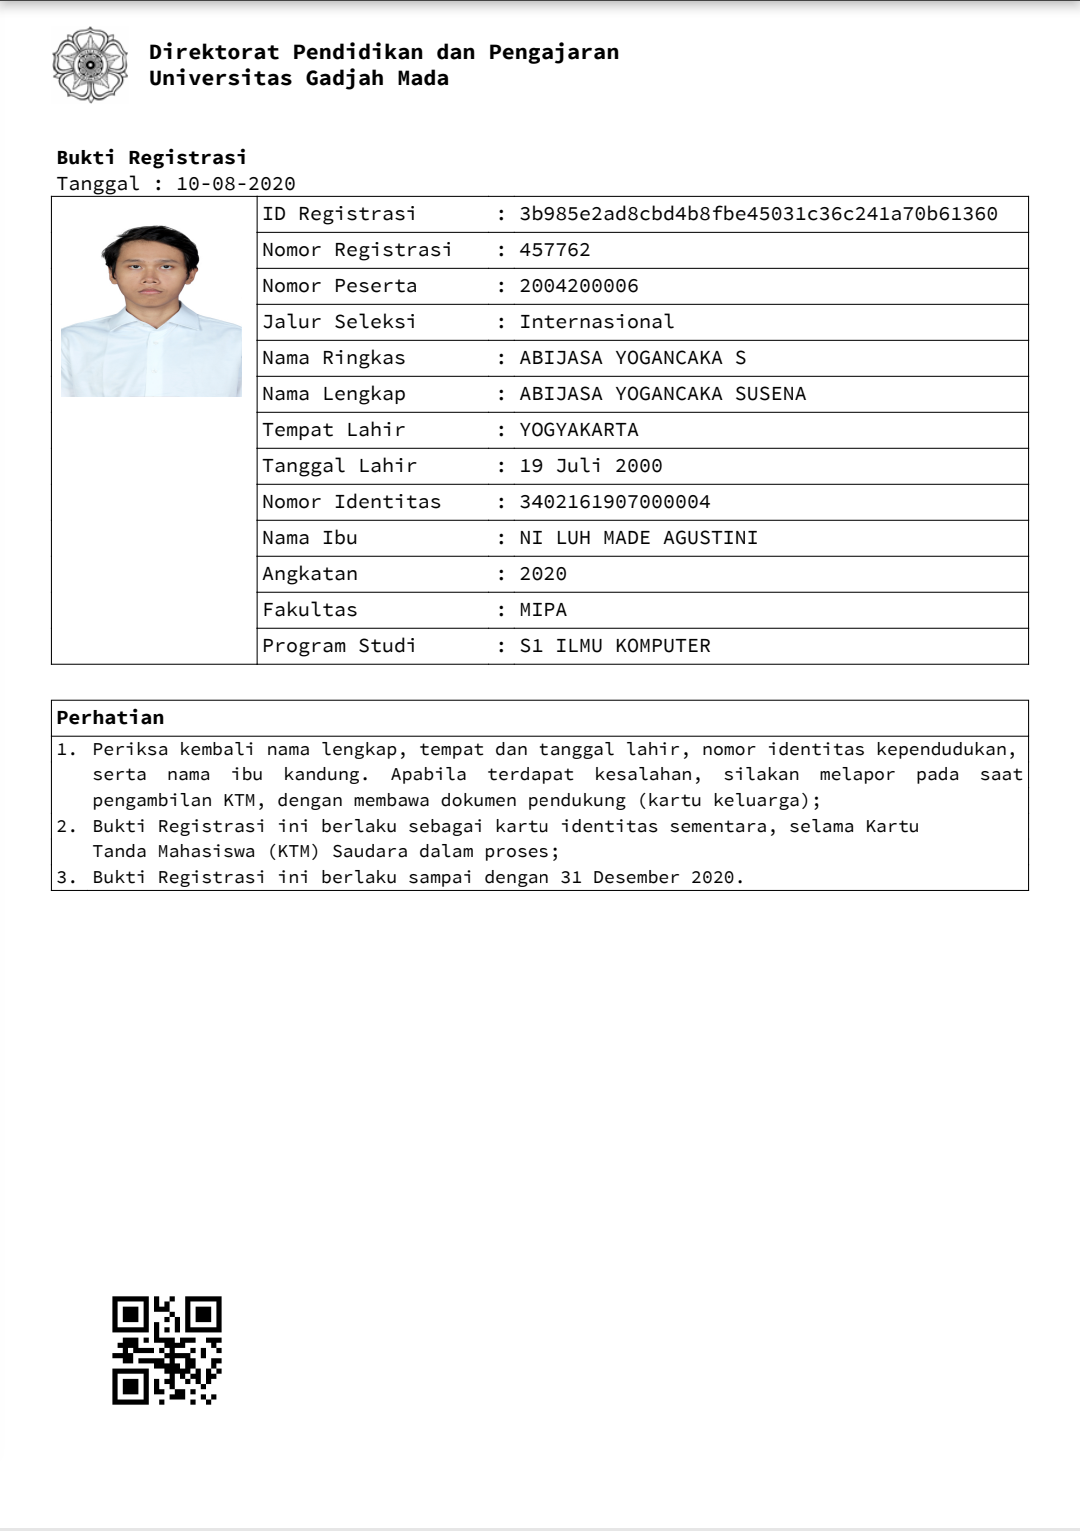 Direktorat Pendidikan dan Pengajaran
Universitas Gadjah Mada
Bukti Registrasi
Tanggal : 10-08-2020
ID Registrasi : 3b985e2ad8cbd4b8fbe45031c36c241a70b61360
Nomor Registrasi : 457762
Nomor Peserta : 2004200006
Jalur Seleksi : Internasional
Nama Ringkas : ABIJASA YOGANCAKA S
Nama Lengkap : ABIJASA YOGANCAKA SUSENA
Tempat Lahir : YOGYAKARTA
Tanggal Lahir : 19 Juli 2000
Nomor Identitas : 3402161907000004
Nama Ibu : NI LUH MADE AGUSTINI
Angkatan : 2020
Fakultas : MIPA
Program Studi : S1 ILMU KOMPUTER
Perhatian
1. Periksa kembali nama lengkap, tempat dan tanggal lahir, nomor identitas kependudukan,
serta nama ibu kandung. Apabila terdapat kesalahan, silakan melapor pada saat
pengambilan KTM, dengan membawa dokumen pendukung (kartu keluarga);
2. Bukti Registrasi ini berlaku sebagai kartu identitas sementara, selama Kartu
Tanda Mahasiswa (KTM) Saudara dalam proses;
3. Bukti Registrasi ini berlaku sampai dengan 31 Desember 2020.